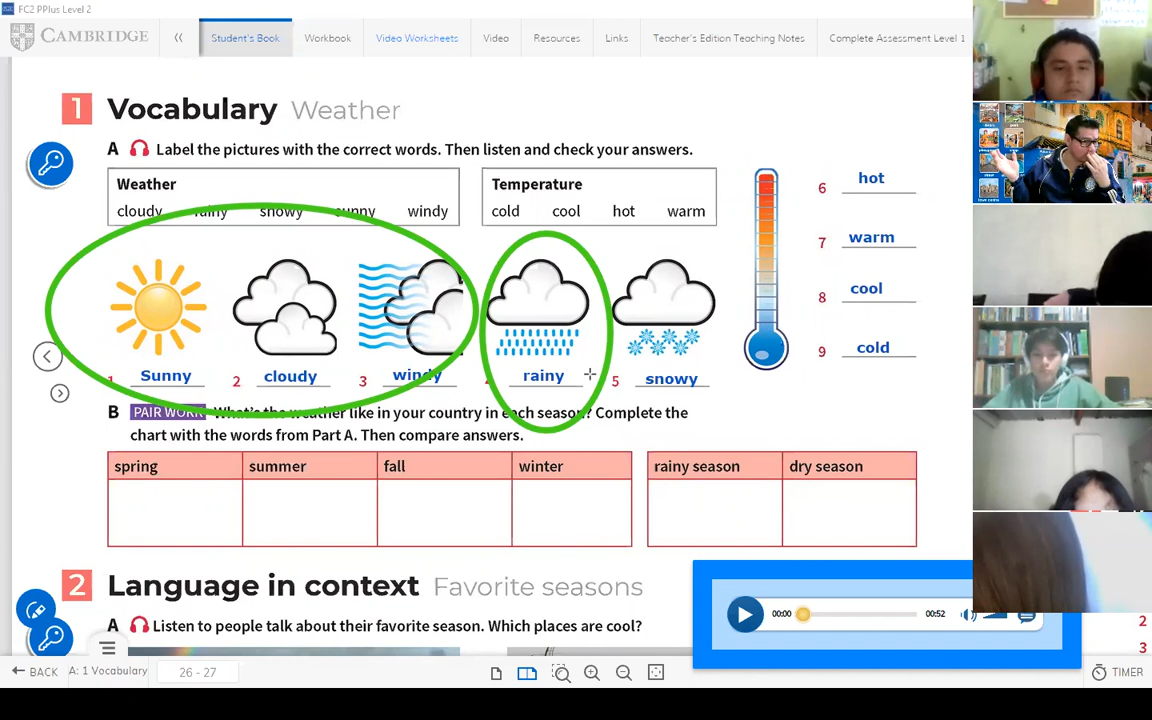 FC2 PPlus Level 2
CAMBRIDGE
Student's Book Workbook Video Worksheets Video Resources Links Teacher's Edition Teaching Notes Complete Assessment Level 1
1 Vocabulary Weather
A Label the pictures with the correct words. Then listen and check your answers.
Weather
cloudy rainy snowy sunny windy
Temperature
cold cool hot warm
6 hot
7 warm
8 cool
9 cold
1 Sunny 2 cloudy 3 windy 4 rainy 5 snowy
B PAIR WORK What's the weather like in your country in each season? Complete the
chart with the words from Part A. Then compare answers.
spring summer fall winter rainy season dry season
2 Language in context Favorite seasons
A Listen to people talk about their favorite season. Which places are cool?
00:00 00:52
2
3
BACK A: 1 Vocabulary 26 - 27 TIMER